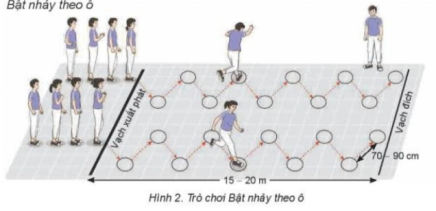 Bật nhảy theo ô
Vạch xuất phát
Vạch đích
70 - 90 cm
15 - 20 m
Hình 2. Trò chơi Bật nhảy theo ô